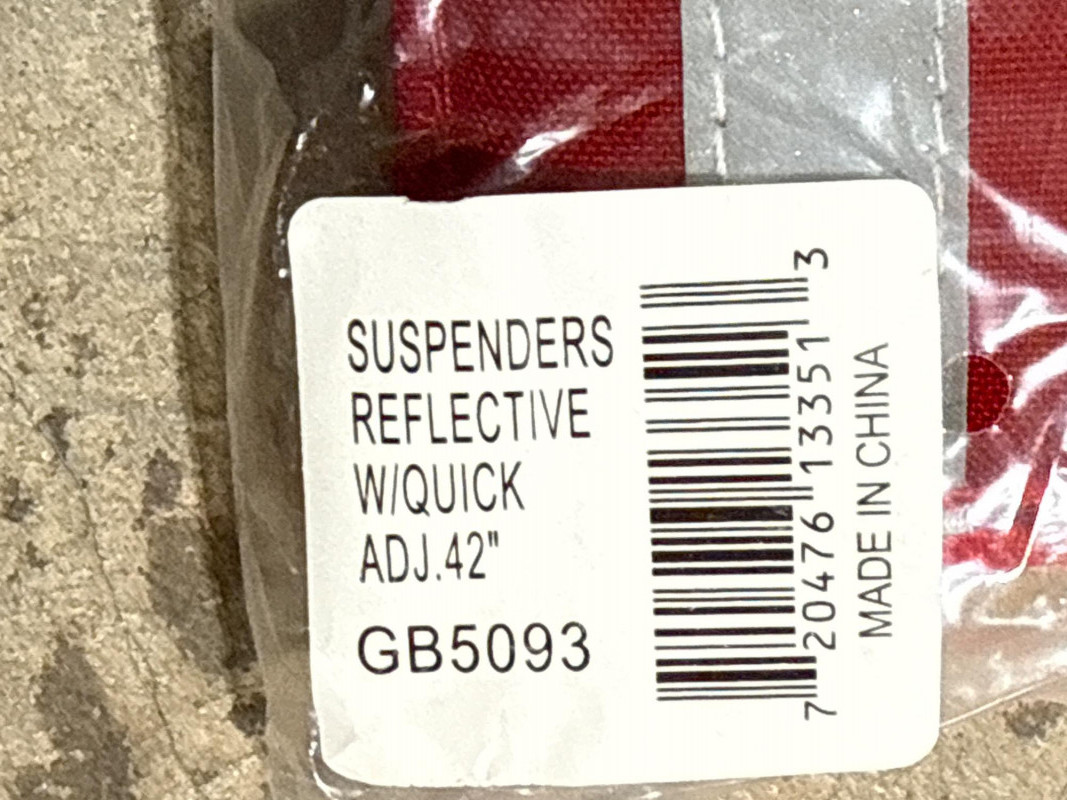 SUSPENDERS
REFLECTIVE
W/QUICK
ADJ.42"
GB5093
7 20476 13351 3
MADE IN CHINA